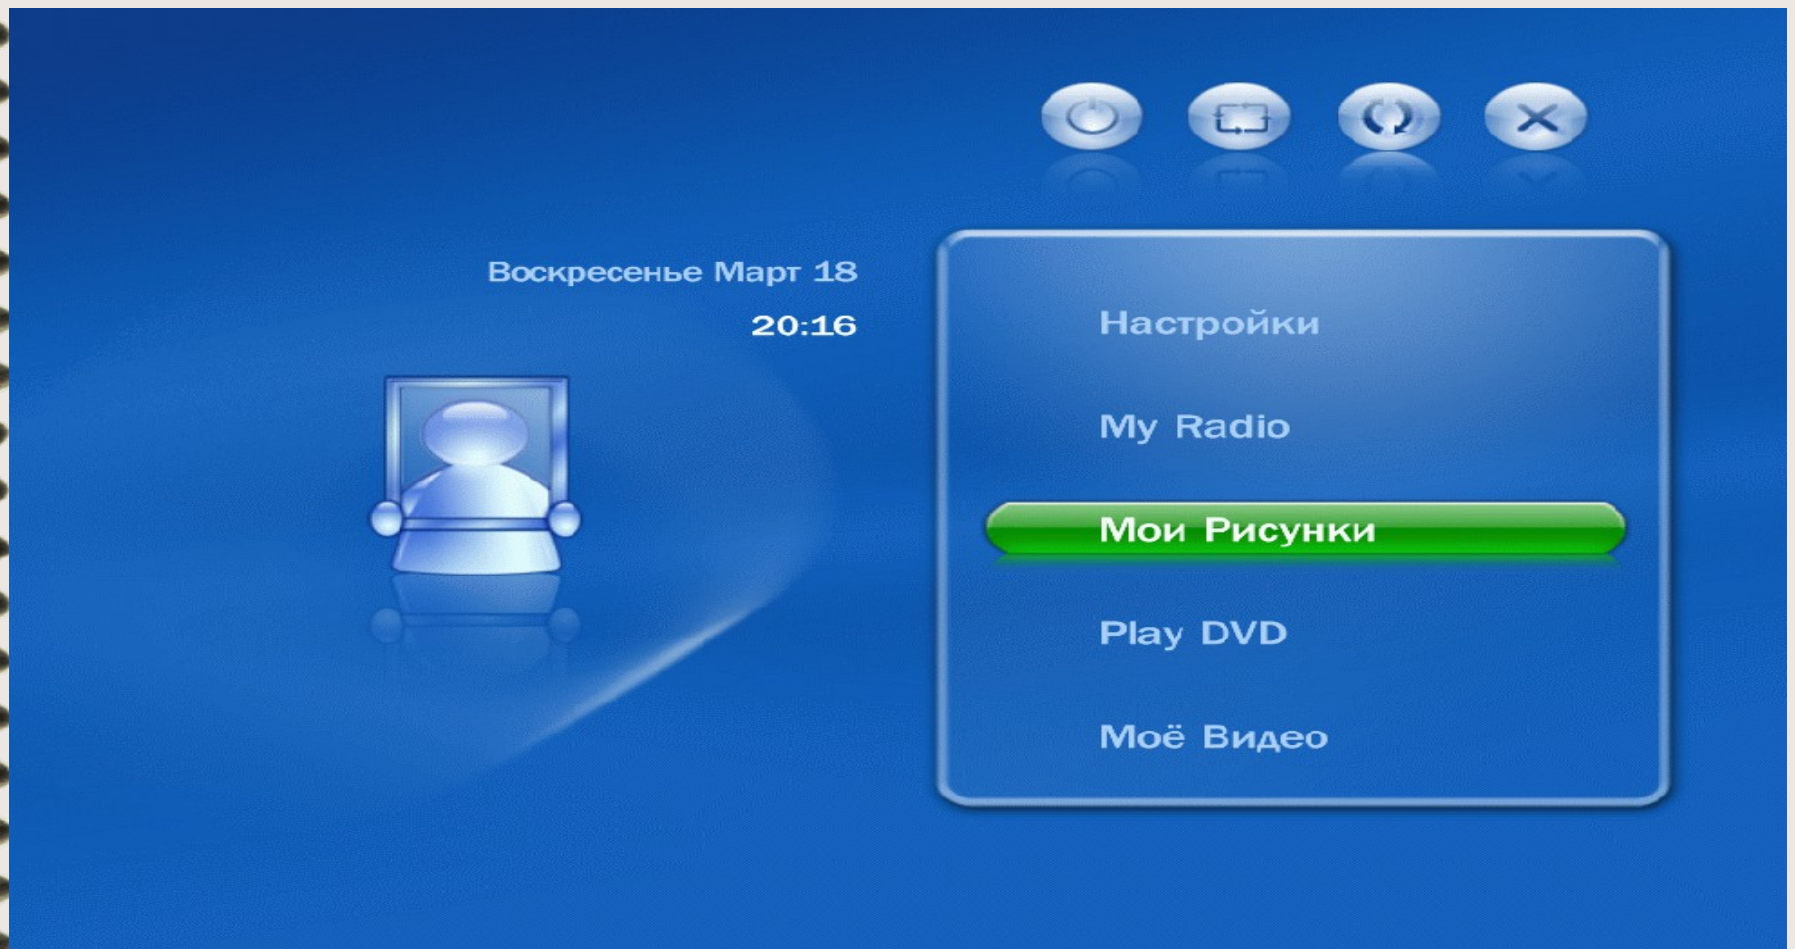 Воскресенье Март 18
20:16
Настройки
My Radio
Мои Рисунки
Play DVD
Моё Видео